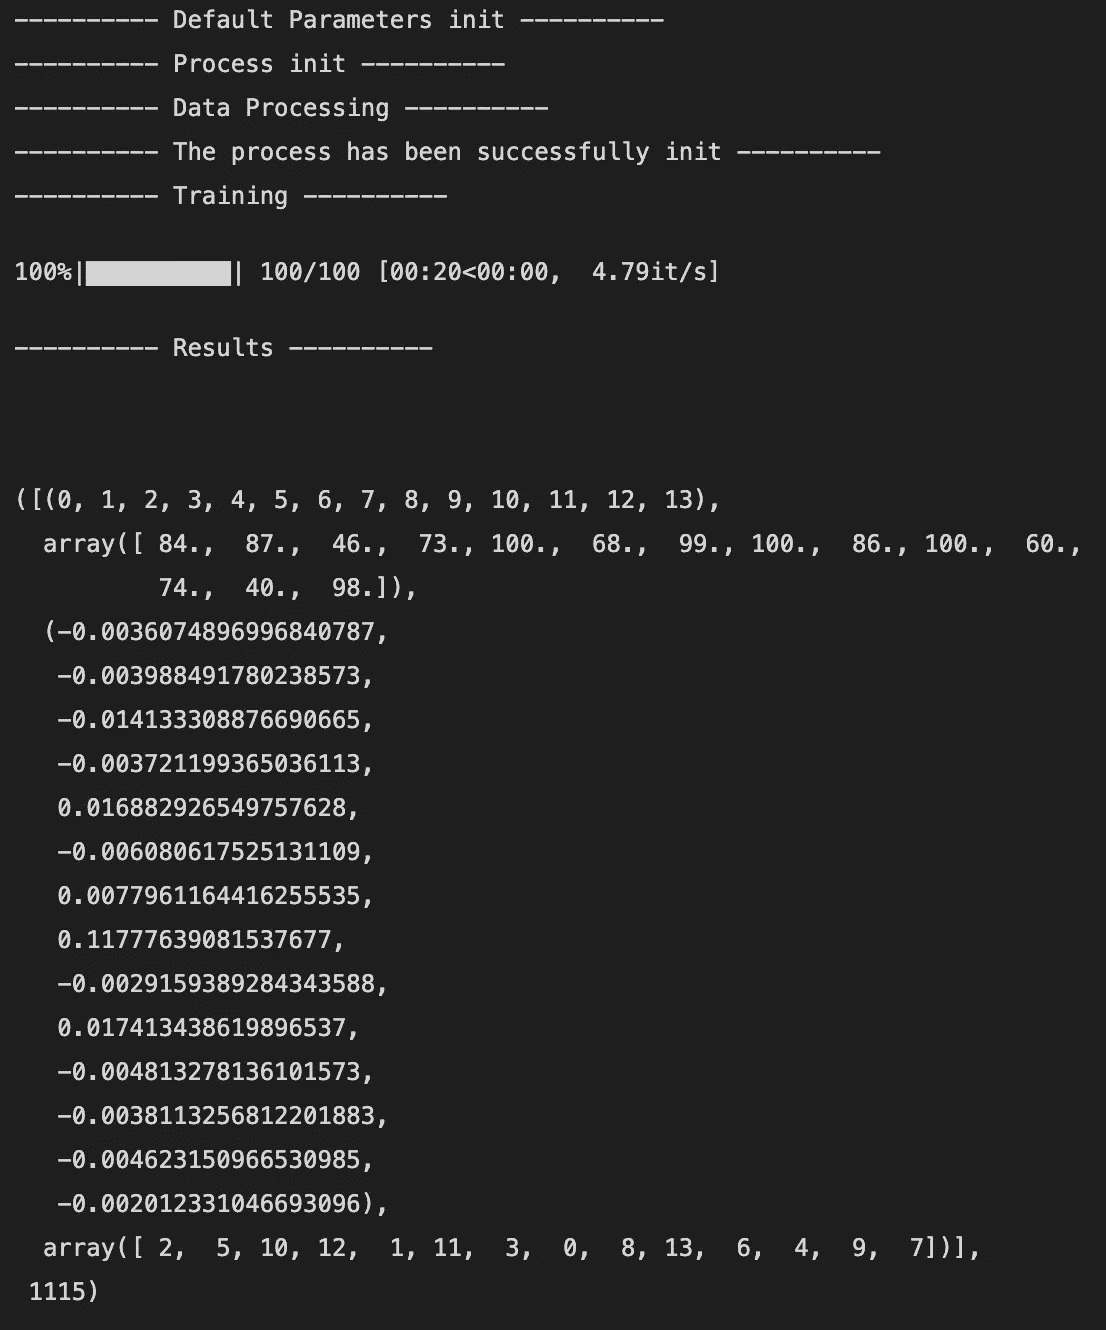 ---------- Default Parameters init ----------
---------- Process init ----------
---------- Data Processing ----------
---------- The process has been successfully init ----------
---------- Training ----------
100%|██████████| 100/100 [00:20<00:00,  4.79it/s]
---------- Results ----------
([(0, 1, 2, 3, 4, 5, 6, 7, 8, 9, 10, 11, 12, 13),
  array([ 84.,  87.,  46.,  73., 100.,  68.,  99., 100.,  86., 100.,  60.,
          74.,  40.,  98.]),
  (-0.0036074896996840787,
   -0.003988491780238573,
   -0.014133308876690665,
   -0.003721199365036113,
   0.016882926549757628,
   -0.006080617525131109,
   0.0077961164416255535,
   0.11777639081537677,
   -0.0029159389284343588,
   0.017413438619896537,
   -0.004813278136101573,
   -0.0038113256812201883,
   -0.004623150966530985,
   -0.002012331046693096),
  array([ 2,  5, 10, 12,  1, 11,  3,  0,  8, 13,  6,  4,  9,  7])],
 1115)